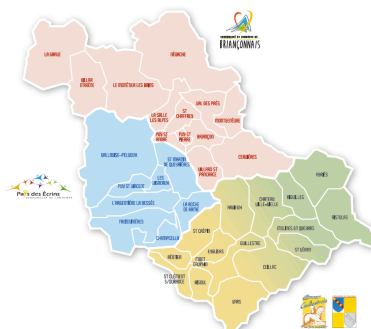 COMMUNAUTÉ DE COMMUNES DU
BRIANÇONNAIS
LA GRAVE
NÉVACHE
VILLAR
D'ARÊNE
LE MONÊTIER LES BAINS
VAL DES PRÉS
LA SALLE
LES ALPES
ST
CHAFFREY
MONTGENÈVRE
PUY ST
ANDRÉ
PUY ST
PIERRE
BRIANÇON
CERVIÈRES
VILLARD ST
PANCRACE
VALLOUISE-PELVOUX
ST MARTIN
DE QUEYRIÈRES
LES
VIGNEAUX
PUY ST VINCENT
L'ARGENTIÈRE LA BESSÉE
LA ROCHE
DE RAME
FREISSINIÈRES
CHAMPCELLA
Pays des Écrins
ABRIÈS
AIGUILLES
CHATEAU
VILLE-VIEILLE
ARVIEUX
RISTOLAS
MOLINES EN QUEYRAS
ST VÉRAN
ST CRÉPIN
EYGLIERS
GUILLESTRE
CEILLAC
RÉOTIER
MONT
DAUPHIN
ST CLÉMENT
S/DURANCE
RISOUL
VARS